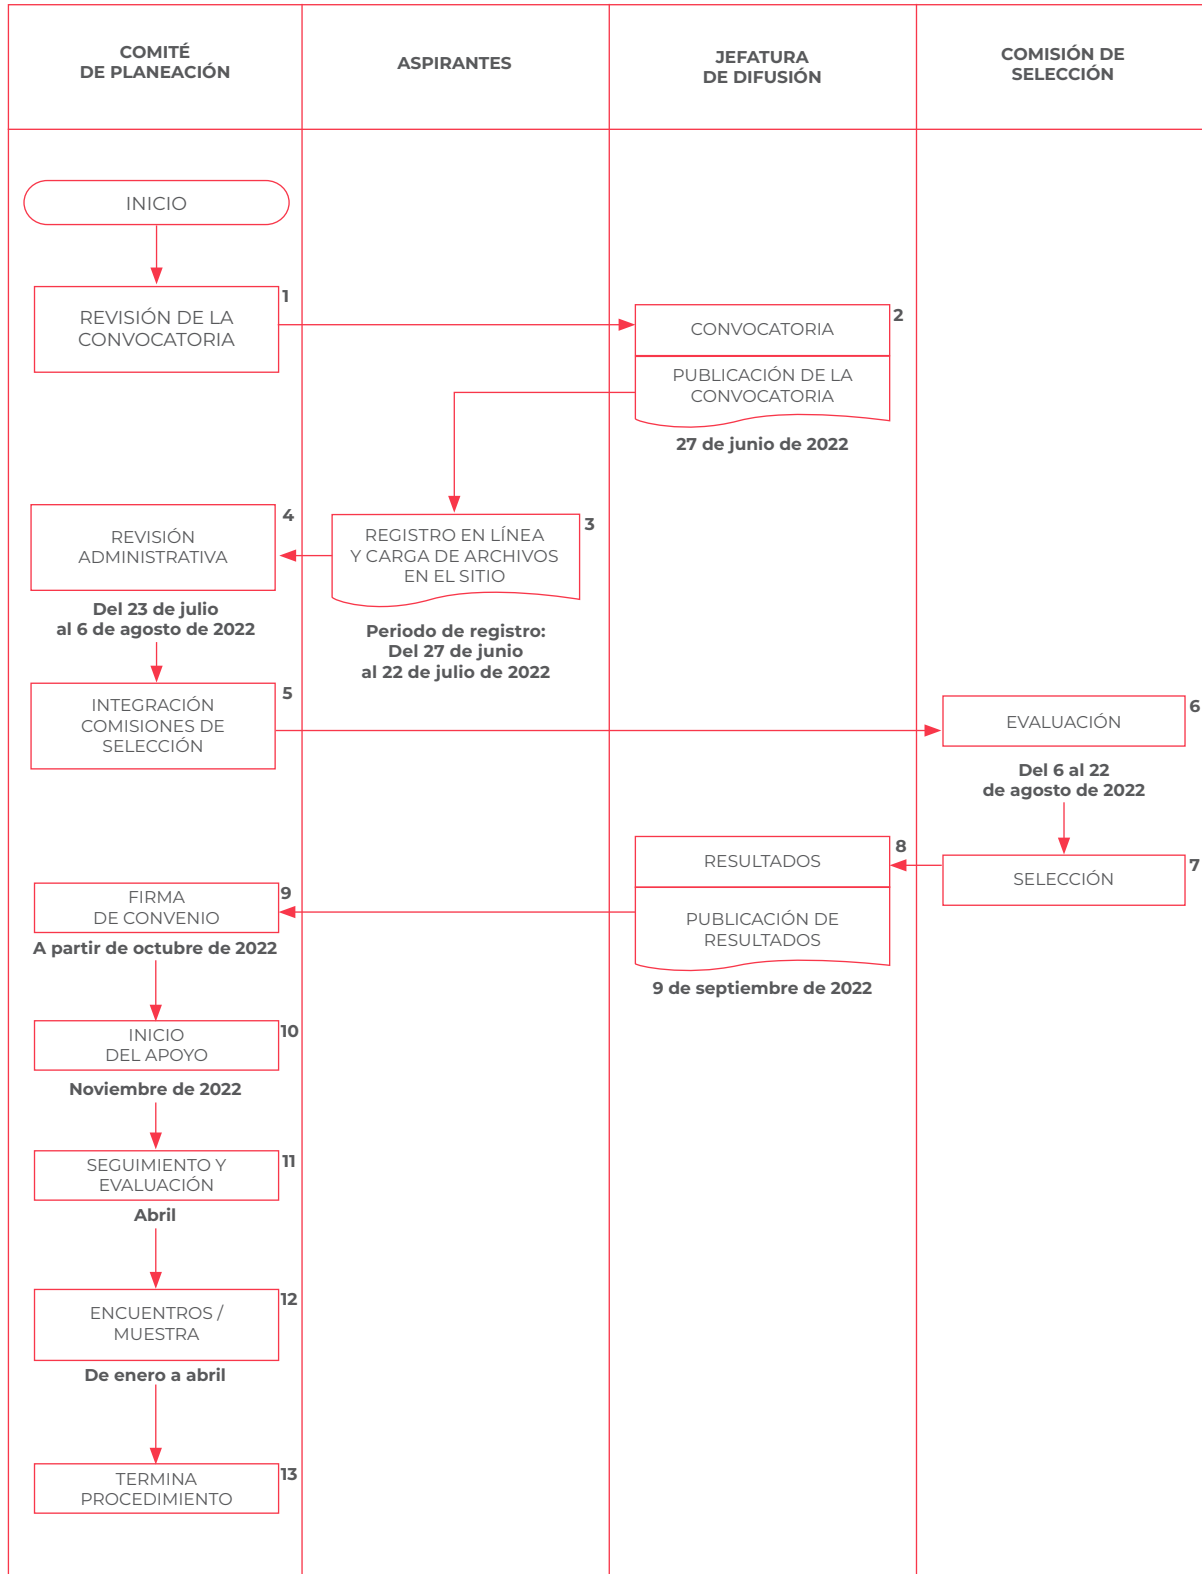 COMITÉ
DE PLANEACIÓN
ASPIRANTES
JEFATURA
DE DIFUSIÓN
COMISIÓN DE
SELECCIÓN
INICIO
1
REVISIÓN DE LA
CONVOCATORIA
2
CONVOCATORIA
PUBLICACIÓN DE LA
CONVOCATORIA
27 de junio de 2022
3
REGISTRO EN LÍNEA
Y CARGA DE ARCHIVOS
EN EL SITIO
Periodo de registro:
Del 27 de junio
al 22 de julio de 2022
4
REVISIÓN
ADMINISTRATIVA
Del 23 de julio
al 6 de agosto de 2022
5
INTEGRACIÓN
COMISIONES DE
SELECCIÓN
6
EVALUACIÓN
Del 6 al 22
de agosto de 2022
7
SELECCIÓN
8
RESULTADOS
PUBLICACIÓN DE
RESULTADOS
9 de septiembre de 2022
9
FIRMA
DE CONVENIO
A partir de octubre de 2022
10
INICIO
DEL APOYO
Noviembre de 2022
11
SEGUIMIENTO Y
EVALUACIÓN
Abril
12
ENCUENTROS /
MUESTRA
De enero a abril
13
TERMINA
PROCEDIMIENTO